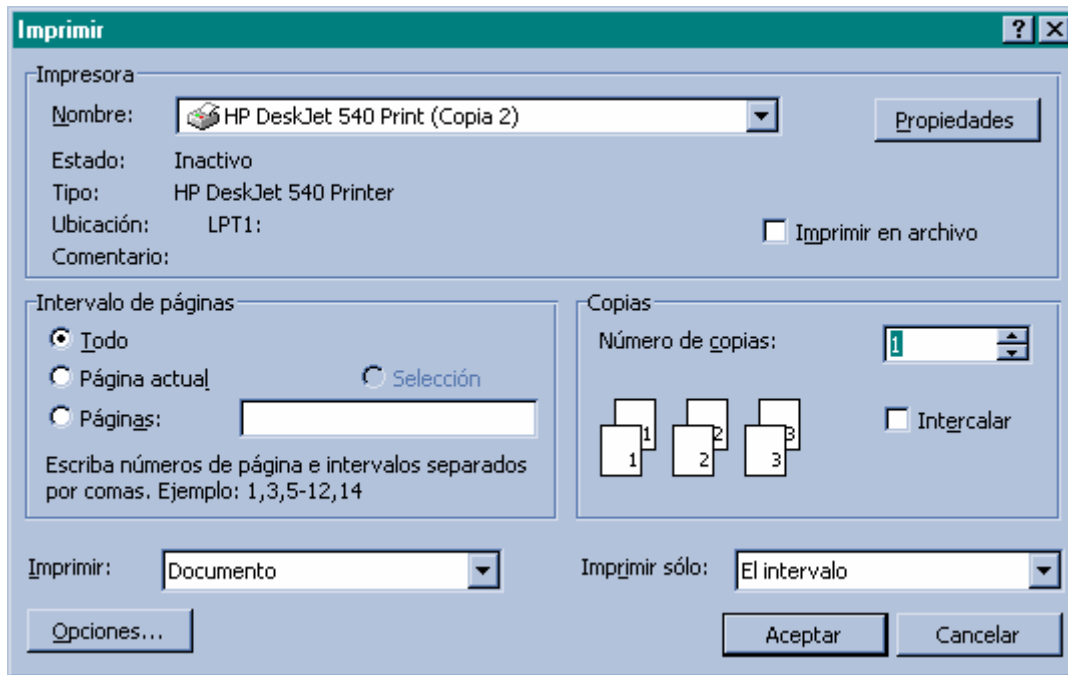 Imprimir
Impresora
Nombre: HP DeskJet 540 Print (Copia 2) Propiedades
Estado: Inactivo
Tipo: HP DeskJet 540 Printer
Ubicación: LPT1:
Imprimir en archivo
Comentario:
Intervalo de páginas
Todo
Página actual Selección
Páginas:
Escriba números de página e intervalos separados
por comas. Ejemplo: 1,3,5-12,14
Copias
Número de copias: 1
1 2 3
1 2 3
Intercalar
Imprimir: Documento
Imprimir sólo: El intervalo
Opciones... Aceptar Cancelar